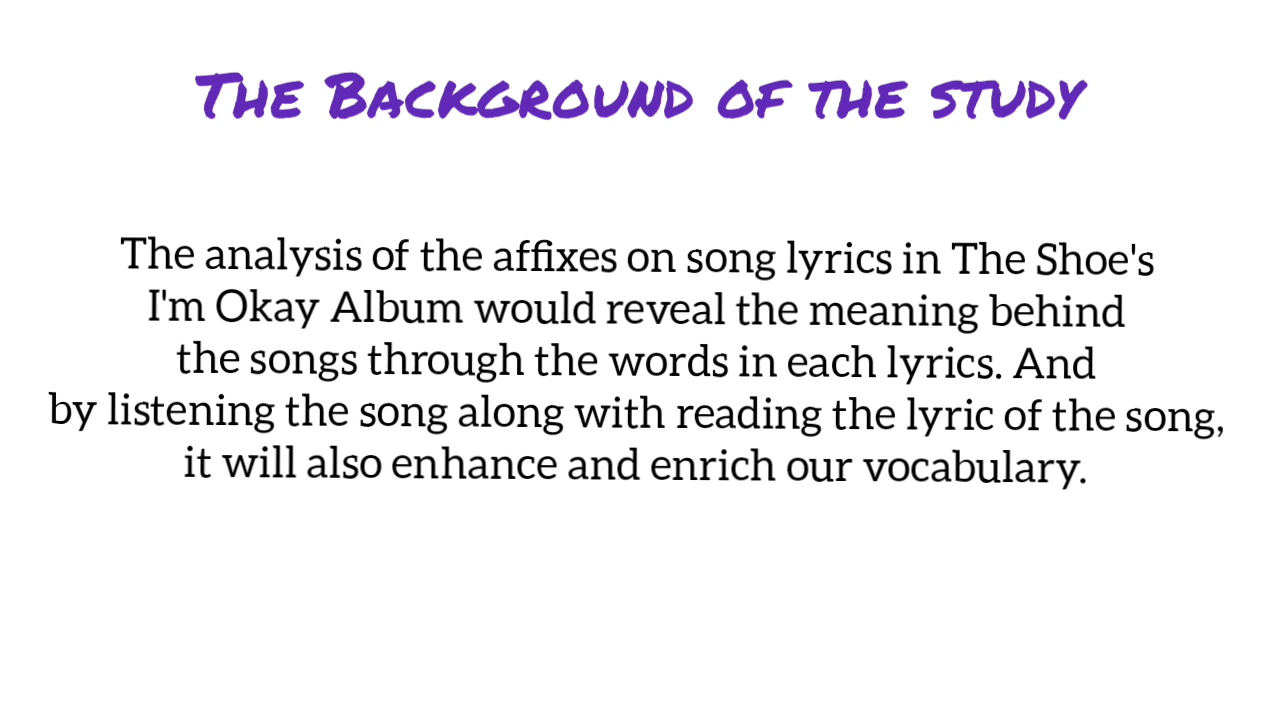 The Background of the study
The analysis of the affixes on song lyrics in The Shoe's
I'm Okay Album would reveal the meaning behind
the songs through the words in each lyrics. And
by listening the song along with reading the lyric of the song,
it will also enhance and enrich our vocabulary.